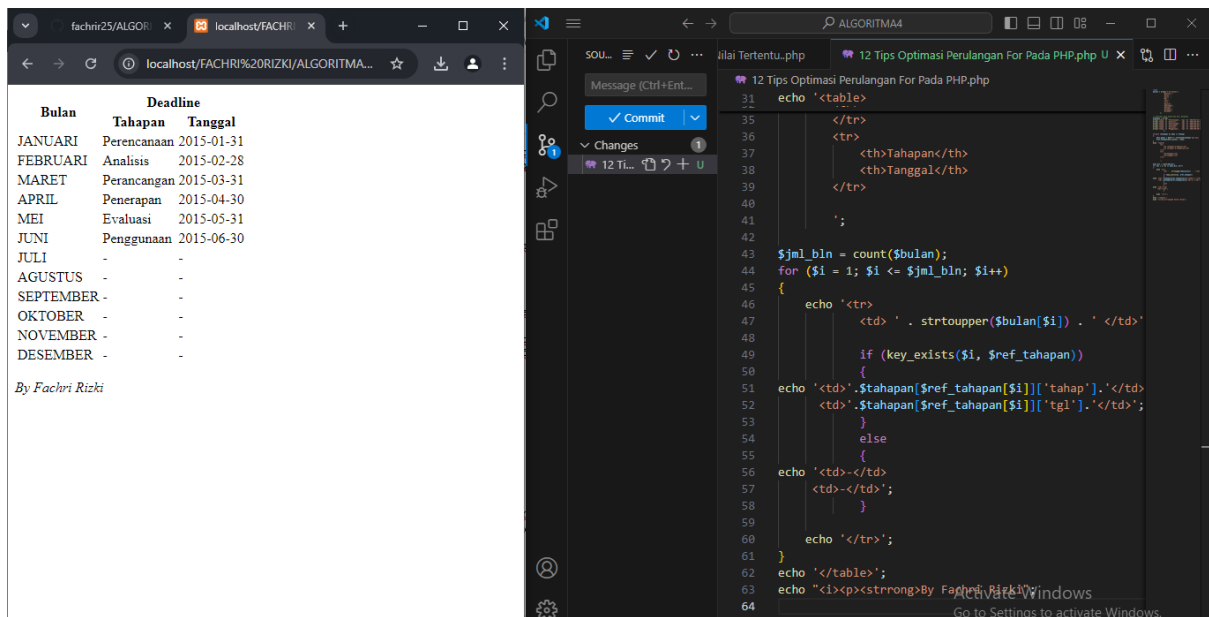 fachrir25/ALGORI
localhost/FACHRI
localhost/FACHRI%20RIZKI/ALGORITMA...
Bulan
Deadline
Tahapan Tanggal
JANUARI Perencanaan 2015-01-31
FEBRUARI Analisis 2015-02-28
MARET Perancangan 2015-03-31
APRIL Penerapan 2015-04-30
MEI Evaluasi 2015-05-31
JUNI Penggunaan 2015-06-30
JULI - -
AGUSTUS - -
SEPTEMBER - -
OKTOBER - -
NOVEMBER - -
DESEMBER - -
By Fachri Rizki
ALGORITMA4
SOU...
Message (Ctrl+Ent...
Commit
Changes 1
12 Ti... U
1
Nilai Tertentu..php
12 Tips Optimasi Perulangan For Pada PHP.php U
12 Tips Optimasi Perulangan For Pada PHP.php
31 echo '<table>
35 </tr>
36 <tr>
37 <th>Tahapan</th>
38 <th>Tanggal</th>
39 </tr>
40
41 ';
42
43 $jml_bln = count($bulan);
44 for ($i = 1; $i <= $jml_bln; $i++)
45 {
46 echo '<tr>
47 <td> ' . strtoupper($bulan[$i]) . ' </td>'
48
49 if (key_exists($i, $ref_tahapan))
50 {
51 echo '<td>'.$tahapan[$ref_tahapan[$i]]['tahap'].'</td>
52 <td>'.$tahapan[$ref_tahapan[$i]]['tgl'].'</td>';
53 }
54 else
55 {
56 echo '<td>-</td>
57 <td>-</td>';
58 }
59
60 echo '</tr>';
61 }
62 echo '</table>';
63 echo "<i><p><strrong>By Fachri Rizki";
64
Activate Windows
Go to Settings to activate Windows.